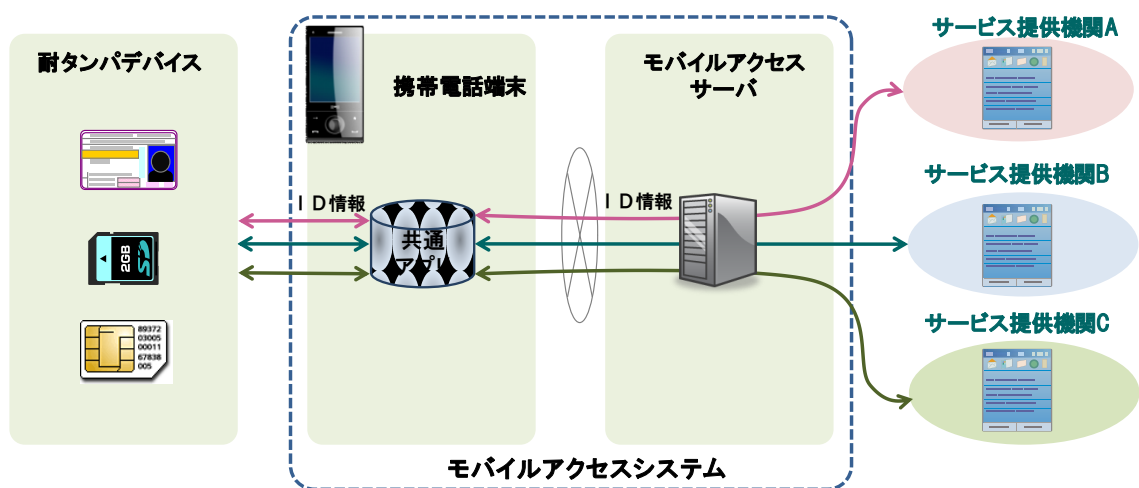 耐タンパデバイス
携帯電話端末
モバイルアクセス
サーバ
サービス提供機関A
サービス提供機関B
サービス提供機関C
ID情報
ID情報
共通
アプリ
2GB
SD
89372
03005
00011
67838
005
モバイルアクセスシステム